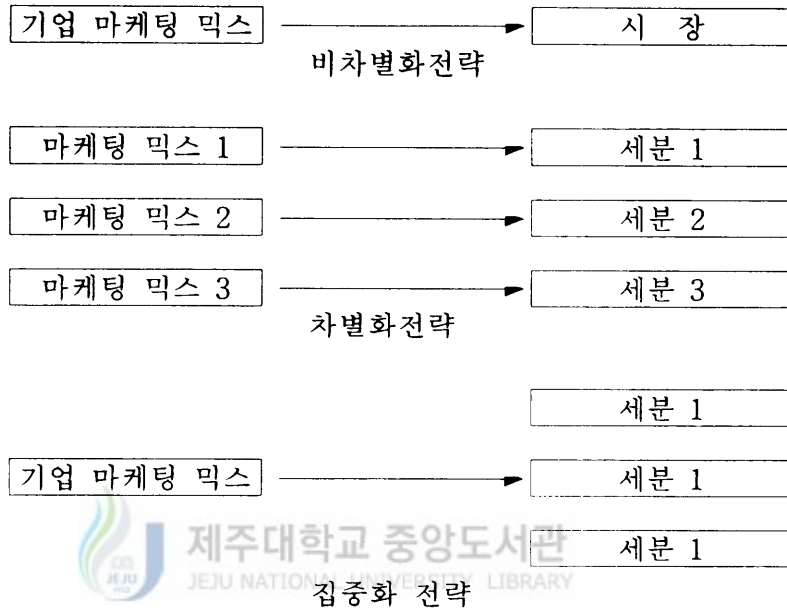 기업 마케팅 믹스
시 장
비차별화전략
마케팅 믹스 1
세분 1
마케팅 믹스 2
세분 2
마케팅 믹스 3
세분 3
차별화전략
세분 1
기업 마케팅 믹스
세분 1
제주대학교 중앙도서관
세분 1
JEJU NATIONAL UNIVERSITY LIBRARY
집중화 전략